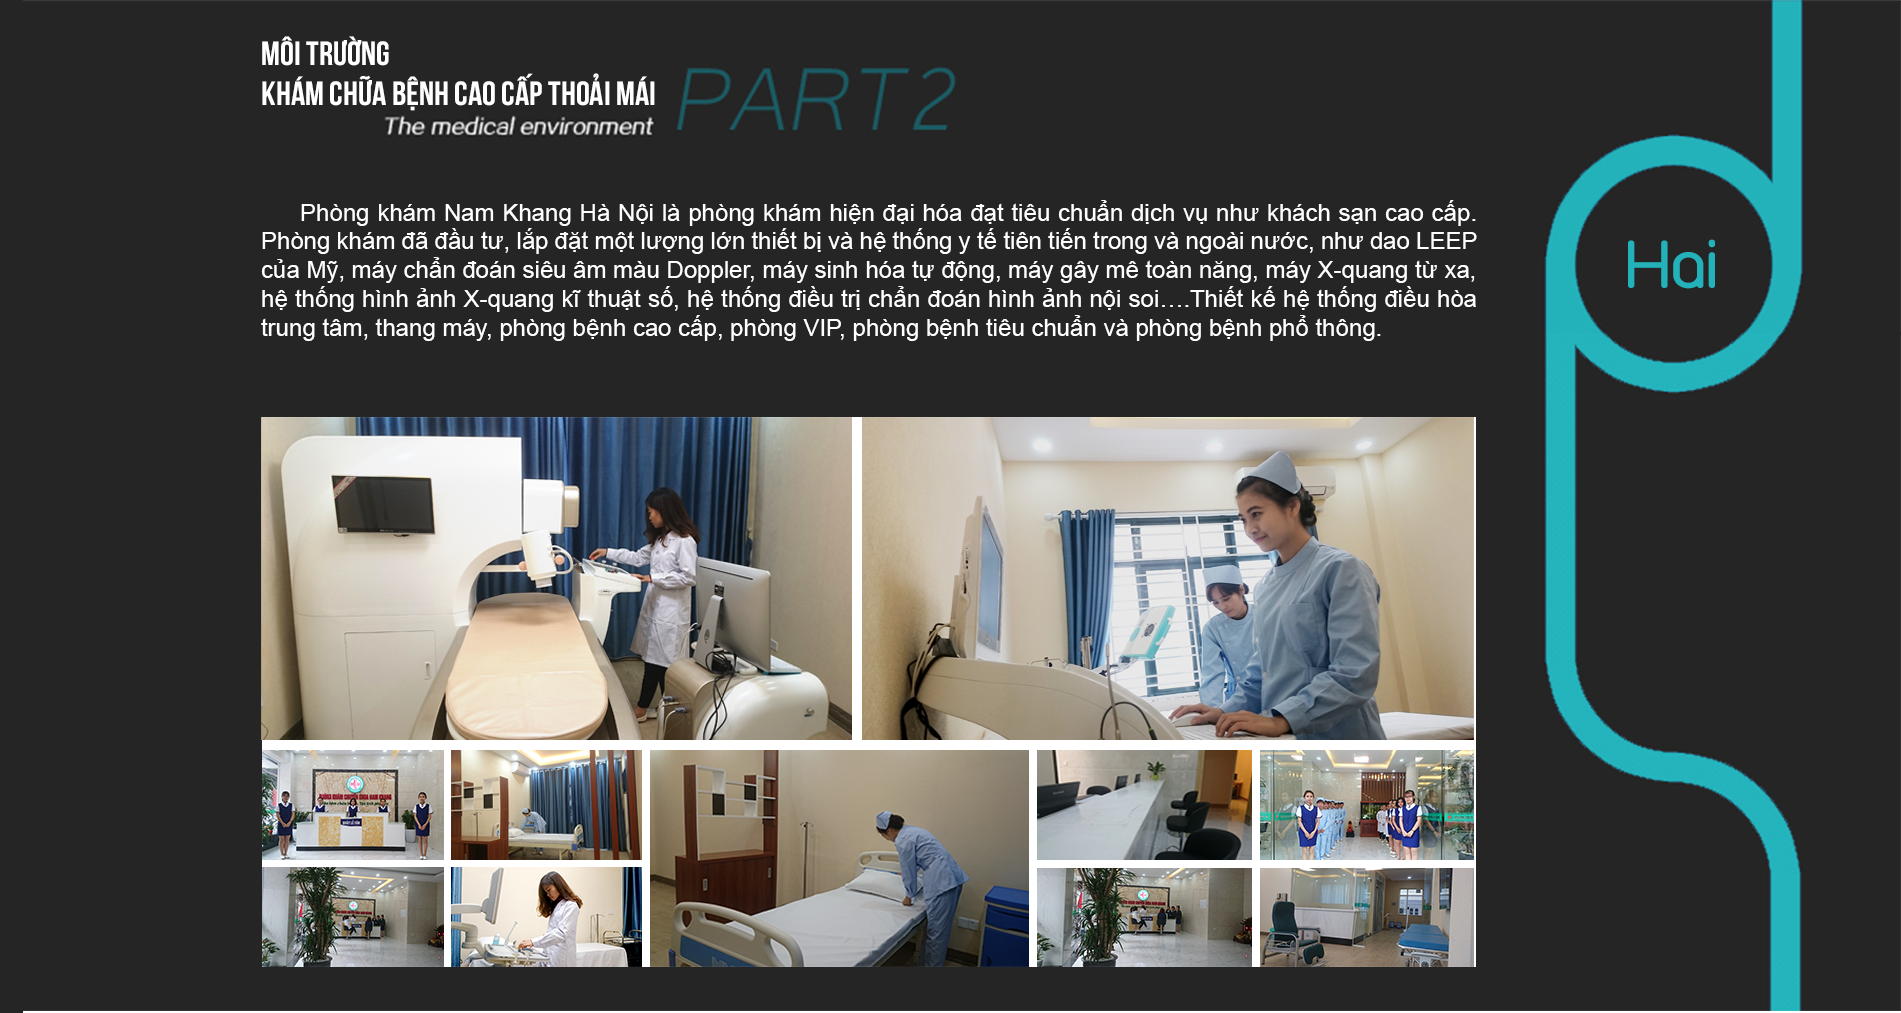 MÔI TRƯỜNG
KHÁM CHỮA BỆNH CAO CẤP THOẢI MÁI
The medical environment
PART2
Phòng khám Nam Khang Hà Nội là phòng khám hiện đại hóa đạt tiêu chuẩn dịch vụ như khách sạn cao cấp.
Phòng khám đã đầu tư, lắp đặt một lượng lớn thiết bị và hệ thống y tế tiên tiến trong và ngoài nước, như dao LEEP
của Mỹ, máy chẩn đoán siêu âm màu Doppler, máy sinh hóa tự động, máy gây mê toàn năng, máy X-quang từ xa,
hệ thống hình ảnh X-quang kĩ thuật số, hệ thống điều trị chẩn đoán hình ảnh nội soi….Thiết kế hệ thống điều hòa
trung tâm, thang máy, phòng bệnh cao cấp, phòng VIP, phòng bệnh tiêu chuẩn và phòng bệnh phổ thông.
Hai
PHÒNG KHÁM CHUYÊN KHOA NAM KHANG